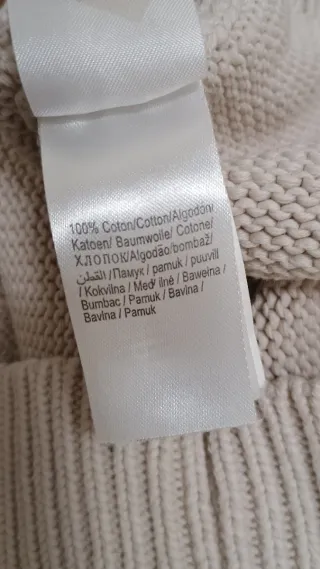 100% Coton/Cotton/Algodón/
Katoen/ Baumwolle/ Cotone/
ХЛОПОК/Algodão/bombaž/
القطن /Памук / pamuk / puuvill
/ Kokvilna / Medvilnė / Bawełna /
Bumbac / Pamuk / Bavlna /
Bavlna / Pamuk